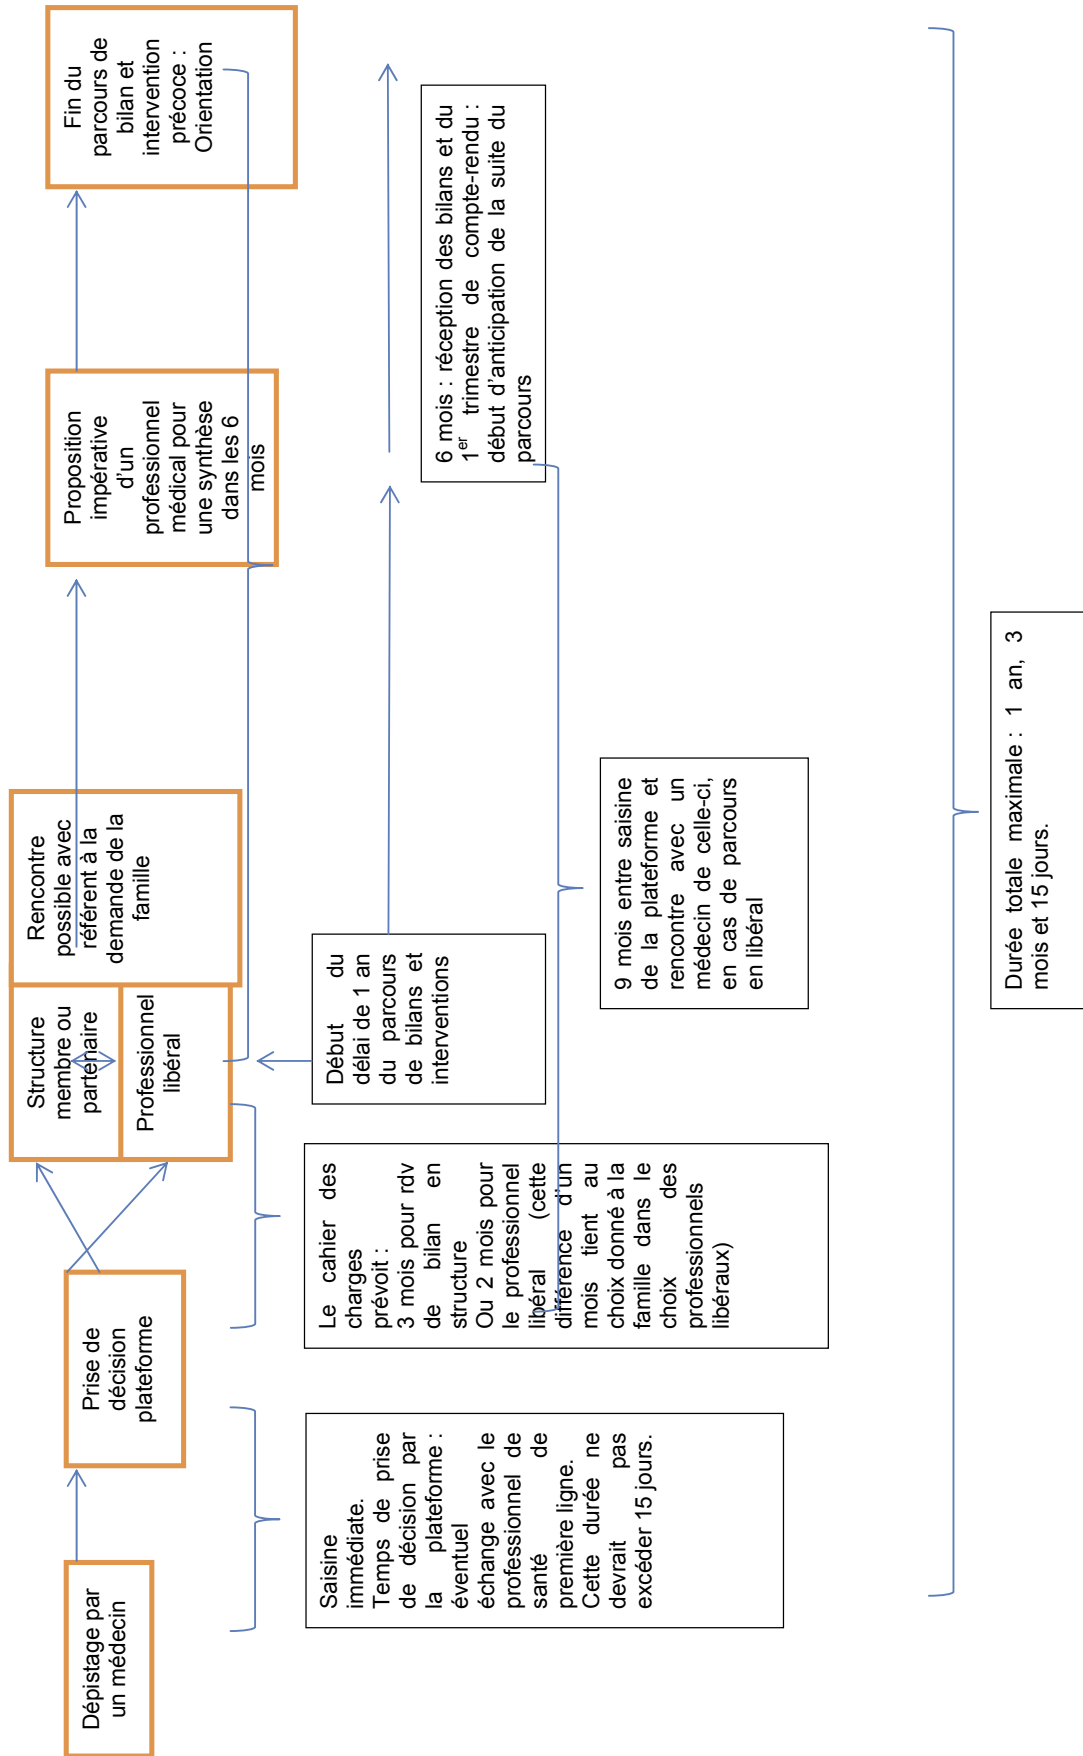 Dépistage par
un médecin
Prise de
décision
plateforme
Structure
membre ou
partenaire
Professionnel
libéral
Rencontre
possible avec
référent à la
demande de la
famille
Proposition
impérative
d'un
professionnel
médical pour
une synthèse
dans les 6
mois
Fin du
parcours de
bilan et
intervention
précoce :
Orientation
Saisine
immédiate.
Temps de prise
de décision par
la plateforme :
éventuel
échange avec le
professionnel de
santé de
première ligne.
Cette durée ne
devrait pas
excéder 15 jours.
Le cahier des
charges
prévoit :
3 mois pour rdv
de bilan en
structure
Ou 2 mois pour
le professionnel
libéral (cette
différence d'un
mois tient au
choix donné à la
famille dans le
choix des
professionnels
libéraux)
Début du
délai de 1 an
du parcours
de bilans et
interventions
6 mois : réception des bilans et du
1er trimestre de compte-rendu :
début d'anticipation de la suite du
parcours
9 mois entre saisine
de la plateforme et
rencontre avec un
médecin de celle-ci,
en cas de parcours
en libéral
Durée totale maximale : 1 an, 3
mois et 15 jours.